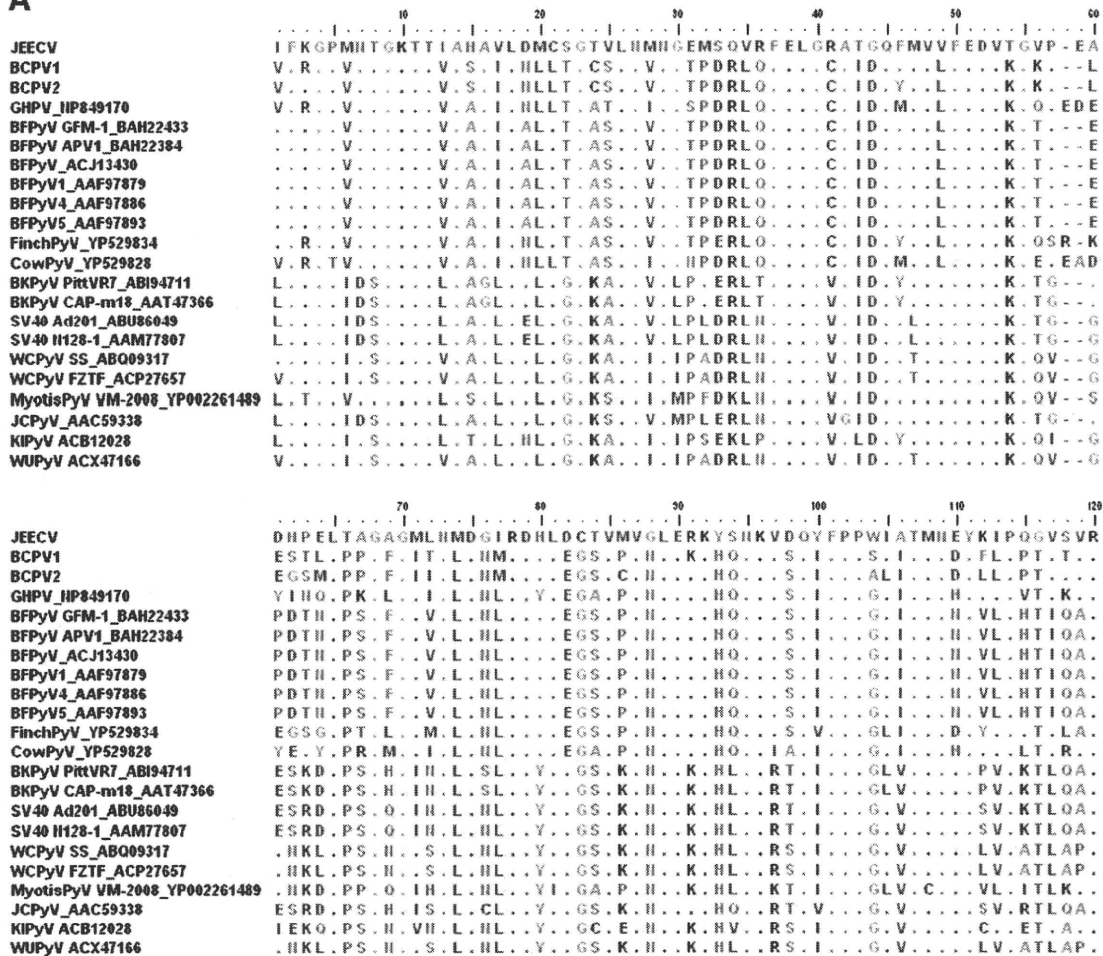 A
10 20 30 40 50 60
JEECV IFKGPMNTGKTTIAHAVLDMCSGTVLNMNGEMSQVRFELGRATGQFMVVFEDVTGVP-EA
BCPV1 V.R..V......V.S.I.NLLT.CS..V..TPDRLQ....C.ID....L....K.K...L
BCPV2 V....V......V.S.I.NLLT.CS..V..TPDRLQ....C.ID.Y..L....K.K...L
GHPV_NP849170 V.R..V......V.A.I.NLLT.AT..I..SPDRLQ....C.ID.M..L....K.Q.EDE
BFPyV GFM-1_BAH22433 .....V......V.A.I.AL.T.AS..V..TPDRLQ....C.ID....L....K.T.--E
BFPyV APV1_BAH22384 .....V......V.A.I.AL.T.AS..V..TPDRLQ....C.ID....L....K.T.--E
BFPyV_ACJ13430 .....V......V.A.I.AL.T.AS..V..TPDRLQ....C.ID....L....K.T.--E
BFPyV1_AAF97879 .....V......V.A.I.AL.T.AS..V..TPDRLQ....C.ID....L....K.T.--E
BFPyV4_AAF97886 .....V......V.A.I.AL.T.AS..V..TPDRLQ....C.ID....L....K.T.--E
BFPyV5_AAF97893 .....V......V.A.I.AL.T.AS..V..TPDRLQ....C.ID....L....K.T.--E
FinchPyV_YP529834 ..R..V......V.A.I.NL.T.AS..V..TPERLQ....C.ID.Y..L....K.QSR-K
CowPyV_YP529828 V.R.TV......V.A.I.NLLT.AS..I..NPDRLQ....C.ID.M..L....K.E.EAD
BKPyV PittVR7_ABI94711 L....IDS....L.AGL..L.G.KA..V.LP.ERLT....V.ID.Y.......K.TG--.
BKPyV CAP-m18_AAT47366 L....IDS....L.AGL..L.G.KA..V.LP.ERLT....V.ID.Y.......K.TG--.
SV40 Ad201_ABU86049 L....IDS....L.A.L.EL.G.KA..V.LPLDRLN....V.ID..L......K.TG--G
SV40 N128-1_AAM77807 L....IDS....L.A.L.EL.G.KA..V.LPLDRLN....V.ID..L......K.TG--G
WCPyV SS_ABQ09317 .....I.S....V.A.L..L.G.KA..I.IPADRLN....V.ID..T......K.QV--G
WCPyV FZTF_ACP27657 V....I.S....V.A.L..L.G.KA..I.IPADRLN....V.ID..T......K.QV--G
MyotisPyV VM-2008_YP002261489 L.T..V......L.S.L..L.G.KS..I.MPFDKLN....V.ID.........K.QV--S
JCPyV_AAC59338 L....IDS....L.A.L..L.G.KS..V.MPLERLN....VGID.........K.TG--.
KIPyV ACB12028 L....I.S....L.T.L.NL.G.KA..I.IPSEKLP....V.LD.Y.......K.QI--G
WUPyV ACX47166 V....I.S....V.A.L..L.G.KA..I.IPADRLN....V.ID..T......K.QV--G
70 80 90 100 110 120
JEECV DNPELTAGAGMLNMDGIRDHLDCTVMVGLERKYSNKVDQYFPPWIATMNEYKIPQGVSVR
BCPV1 ESTL.PP.F.IT.L.NM....EGS.P.N..K.HQ....S.I...S.I....D.FL.PT.T..
BCPV2 EGSM.PP.F.II.L.NM....EGS.C.N....HQ....S.I...ALI....D.LL.PT....
GHPV_NP849170 YINQ.PK.L..I.L.NL..Y.EGA.P.N....HQ....S.I...G.I....H....VT.K..
BFPyV GFM-1_BAH22433 PDTN.PS.F..V.L.NL....EGS.P.N....HQ....S.I...G.I....N.VL.HTIQA.
BFPyV APV1_BAH22384 PDTN.PS.F..V.L.NL....EGS.P.N....HQ....S.I...G.I....N.VL.HTIQA.
BFPyV_ACJ13430 PDTN.PS.F..V.L.NL....EGS.P.N....HQ....S.I...G.I....N.VL.HTIQA.
BFPyV1_AAF97879 PDTN.PS.F..V.L.NL....EGS.P.N....HQ....S.I...G.I....N.VL.HTIQA.
BFPyV4_AAF97886 PDTN.PS.F..V.L.NL....EGS.P.N....HQ....S.I...G.I....N.VL.HTIQA.
BFPyV5_AAF97893 PDTN.PS.F..V.L.NL....EGS.P.N....HQ....S.I...G.I....N.VL.HTIQA.
FinchPyV_YP529834 EGSG.PT.L..M.L.NL....EGS.P.N....HQ....S.V...GLI....D.Y...T.LA.
CowPyV_YP529828 YE.Y.PR.M..I.L.NL....EGA.P.N....HQ...IA.I...G.I....H....LT.R..
BKPyV PittVR7_ABI94711 ESKD.PS.H.IN.L.SL..Y..GS.K.N..K.HL...RT.I...GLV......PV.KTLQA.
BKPyV CAP-m18_AAT47366 ESKD.PS.H.IN.L.SL..Y..GS.K.N..K.HL...RT.I...GLV......PV.KTLQA.
SV40 Ad201_ABU86049 ESRD.PS.Q.IN.L.NL..Y..GS.K.N..K.HL...RT.I...G.V......SV.KTLQA.
SV40 N128-1_AAM77807 ESRD.PS.Q.IN.L.NL..Y..GS.K.N..K.HL...RT.I...G.V......SV.KTLQA.
WCPyV SS_ABQ09317 .NKL.PS.N..S.L.NL..Y..GS.K.N..K.HL...RS.I...G.V......LV.ATLAP.
WCPyV FZTF_ACP27657 .NKL.PS.N..S.L.NL..Y..GS.K.N..K.HL...RS.I...G.V......LV.ATLAP.
MyotisPyV VM-2008_YP002261489 .NKD.PP.Q.IH.L.NL..YI.GA.P.N..K.HL...KT.I...GLV..C...VL.ITLK..
JCPyV_AAC59338 ESRD.PS.H.IS.L.CL..Y..GS.K.N....HQ...RT.V...G.V......SV.RTLQA.
KIPyV ACB12028 IEKQ.PS.N.VN.L.NL..Y..GC.E.N..K.HV...RS.I...G.V......C..ET.A..
WUPyV ACX47166 .NKL.PS.N..S.L.NL..Y..GS.K.N..K.HL...RS.I...G.V......LV.ATLAP.